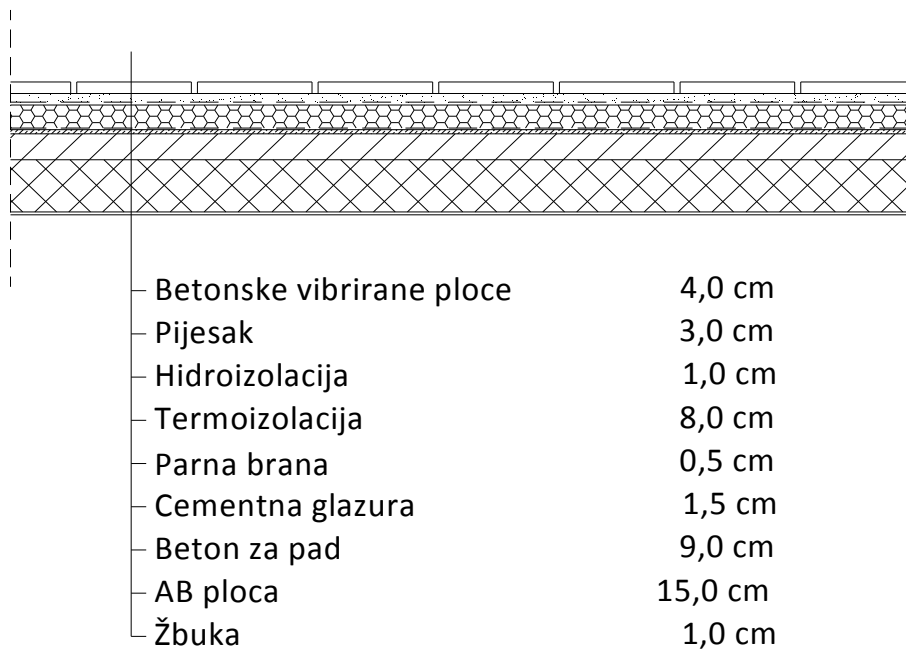 Betonske vibrirane ploce 4,0 cm
Pijesak 3,0 cm
Hidroizolacija 1,0 cm
Termoizolacija 8,0 cm
Parna brana 0,5 cm
Cementna glazura 1,5 cm
Beton za pad 9,0 cm
AB ploca 15,0 cm
Žbuka 1,0 cm